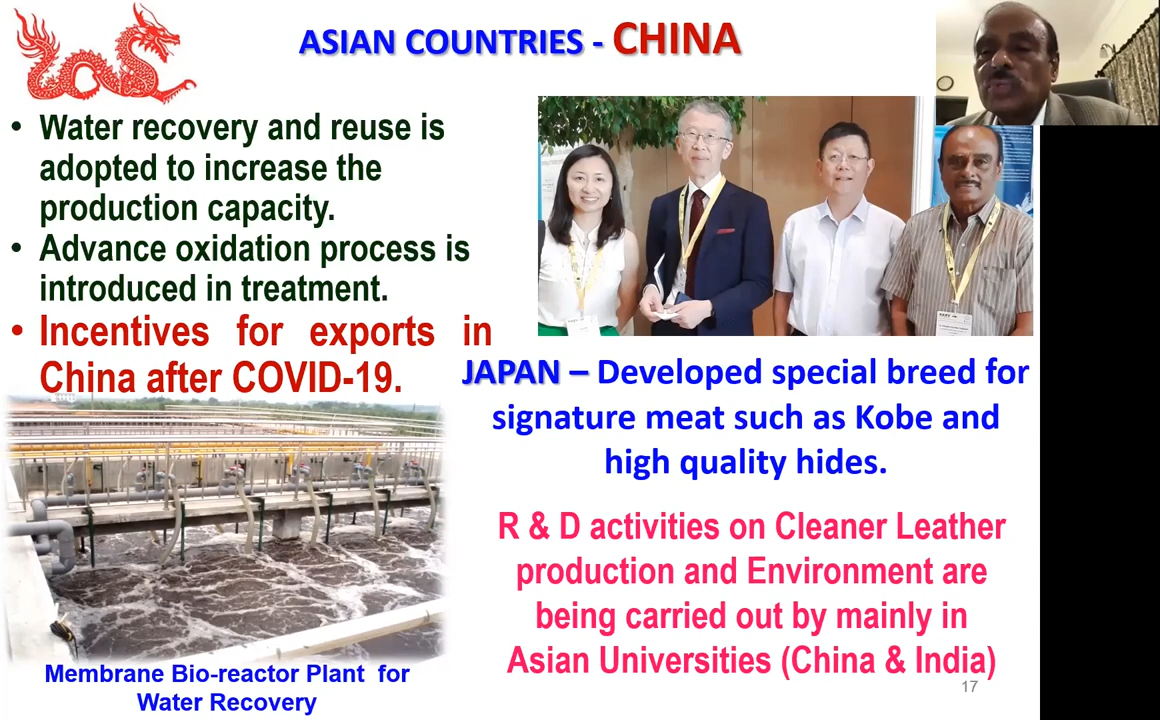 ASIAN COUNTRIES - CHINA
• Water recovery and reuse is
adopted to increase the
production capacity.
• Advance oxidation process is
introduced in treatment.
• Incentives for exports in
China after COVID-19.
JAPAN – Developed special breed for
signature meat such as Kobe and
high quality hides.
R & D activities on Cleaner Leather
production and Environment are
being carried out by mainly in
Asian Universities (China & India)
17
Membrane Bio-reactor Plant for
Water Recovery